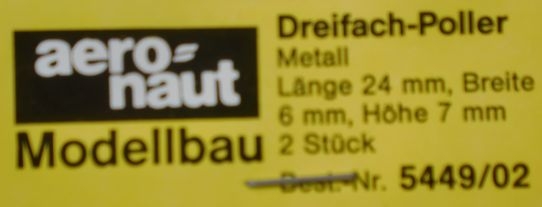 aero=
naut
Modellbau
Dreifach-Poller
Metall
Länge 24 mm, Breite
6 mm, Höhe 7 mm
2 Stück
Best.-Nr. 5449/02